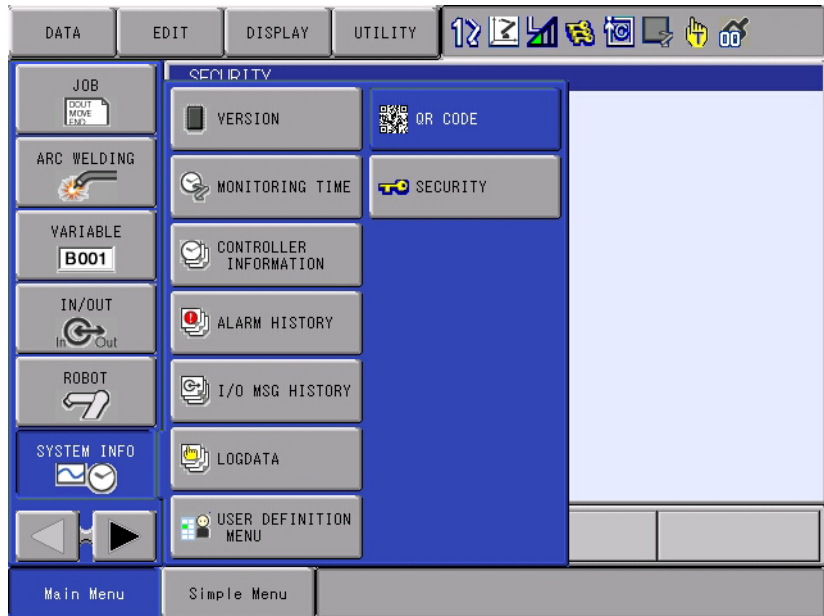 DATA
EDIT
DISPLAY
UTILITY
12
SECURITY
JOB
DOUT
MOVE
END
ARC WELDING
VARIABLE
B001
IN/OUT
In
Out
ROBOT
SYSTEM INFO
VERSION
QR CODE
MONITORING TIME
SECURITY
CONTROLLER
INFORMATION
ALARM HISTORY
I/O MSG HISTORY
LOGDATA
USER DEFINITION
MENU
Main Menu
Simple Menu